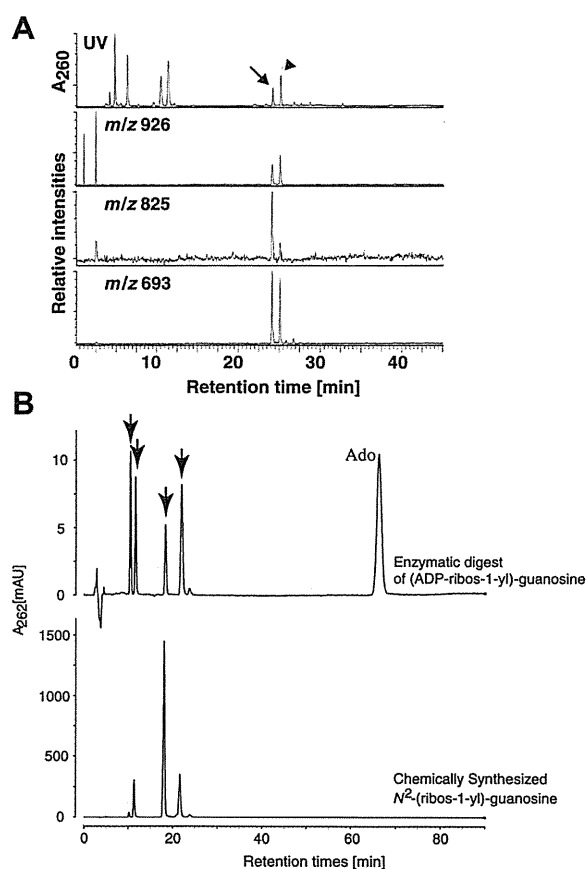 A
UV
A260
m/z 926
m/z 825
m/z 693
Relative intensities
0 10 20 30 40
Retention time [min]
B
10
5
0
Ado
Enzymatic digest
of (ADP-ribos-1-yl)-guanosine
A262[mAU]
1500
1000
500
0
Chemically Synthesized
N2-(ribos-1-yl)-guanosine
0 20 40 60 80
Retention times [min]